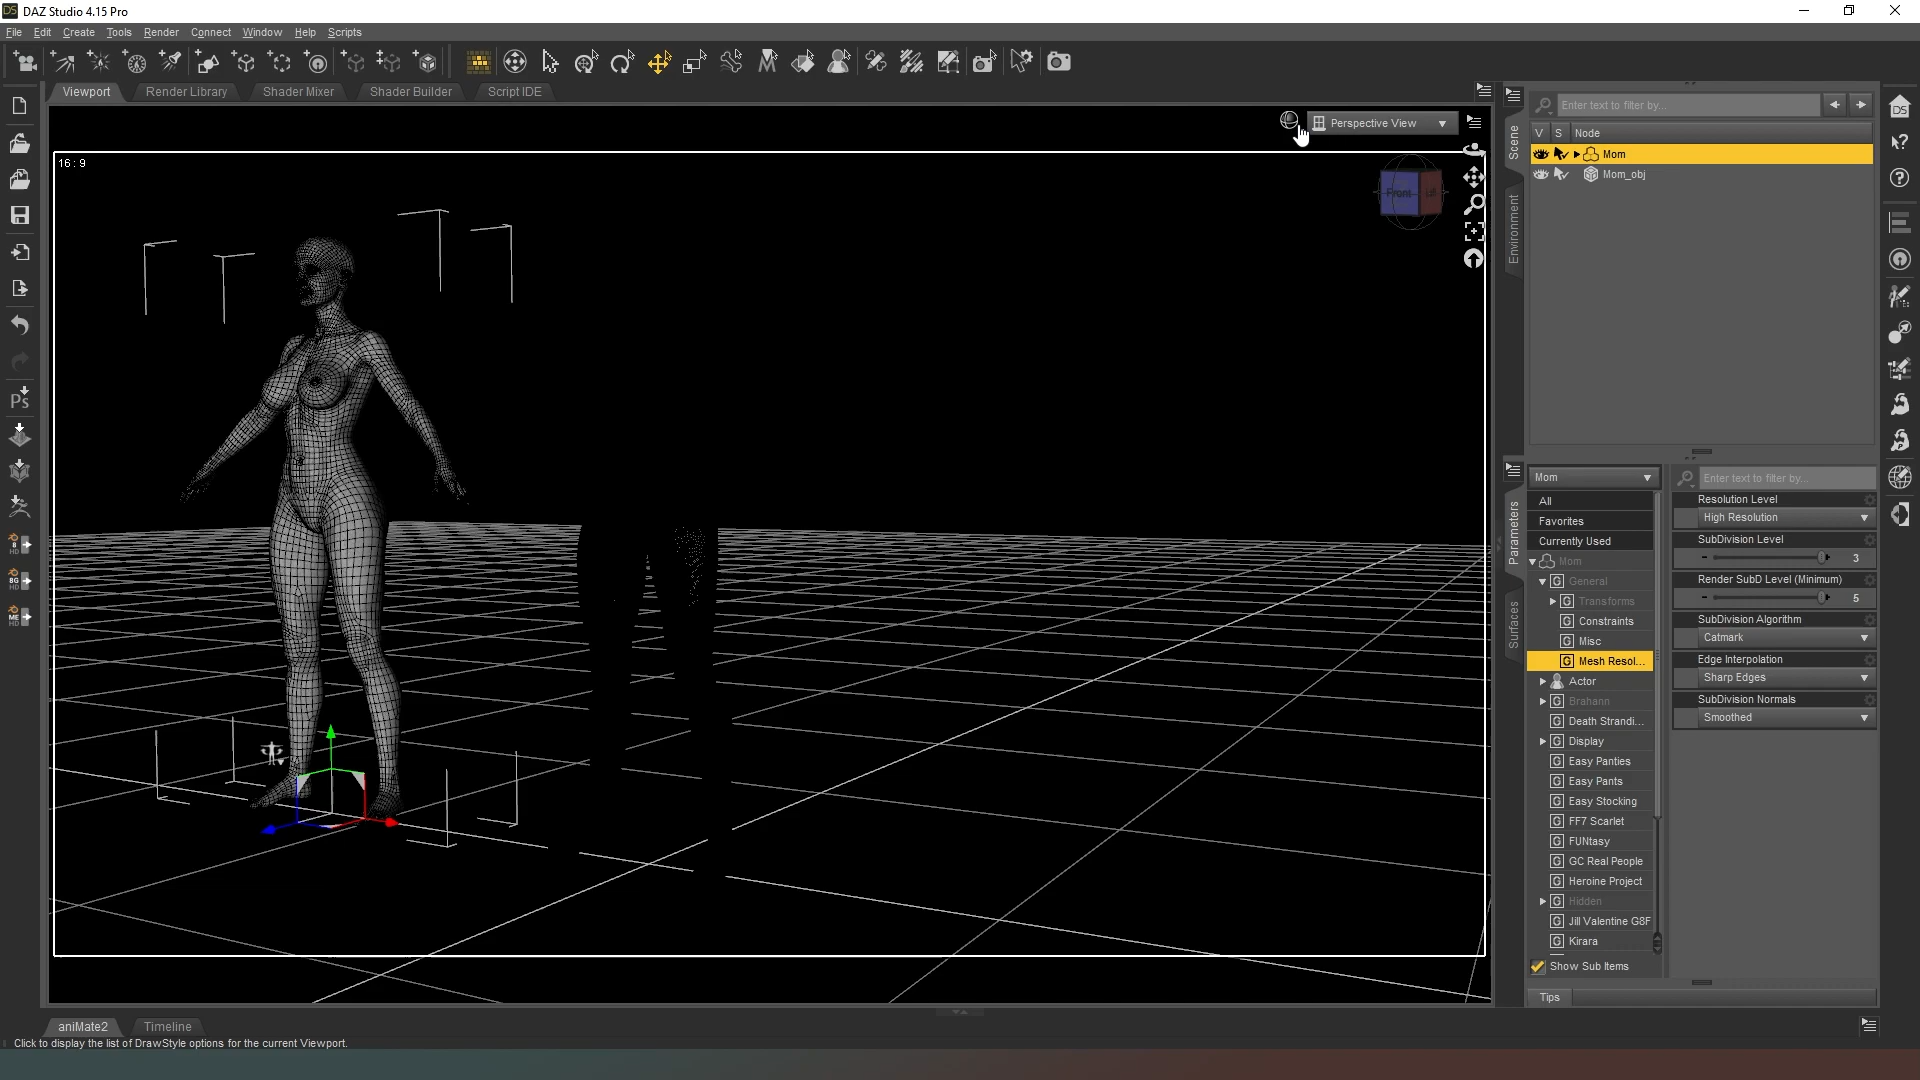 DAZ Studio 4.15 Pro
File Edit Create Tools Render Connect Window Help Scripts
Viewport Render Library Shader Mixer Shader Builder Script IDE
Perspective View
16 : 9
Front
Scene
Environment
Enter text to filter by...
V S Node
Mom
Mom_obj
Parameters
Surfaces
Mom
All
Favorites
Currently Used
Mom
General
Transforms
Constraints
Misc
Mesh Resol...
Actor
Brahann
Death Strandi...
Display
Easy Panties
Easy Pants
Easy Stocking
FF7 Scarlet
FUNtasy
GC Real People
Heroine Project
Hidden
Jill Valentine G8F
Kirara
Show Sub Items
Tips
Enter text to filter by...
Resolution Level
High Resolution
SubDivision Level
3
Render SubD Level (Minimum)
5
SubDivision Algorithm
Catmark
Edge Interpolation
Sharp Edges
SubDivision Normals
Smoothed
aniMate2 Timeline
Click to display the list of DrawStyle options for the current Viewport.